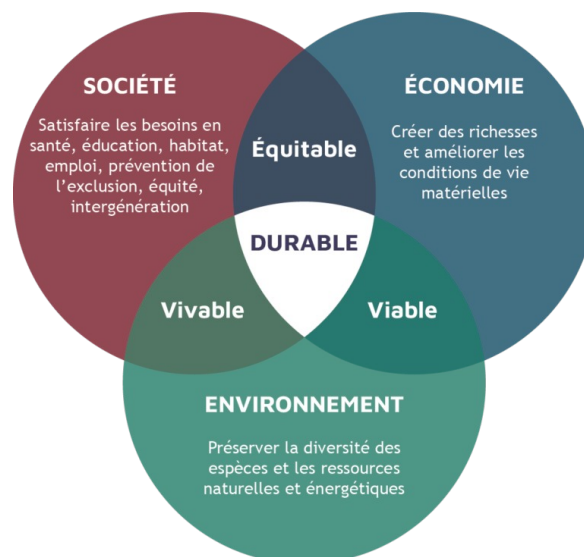 SOCIÉTÉ
Satisfaire les besoins en
santé, éducation, habitat,
emploi, prévention de
l'exclusion, équité,
intergénération
ÉCONOMIE
Créer des richesses
et améliorer les
conditions de vie
matérielles
Équitable
DURABLE
Vivable
Viable
ENVIRONNEMENT
Préserver la diversité des
espèces et les ressources
naturelles et énergétiques